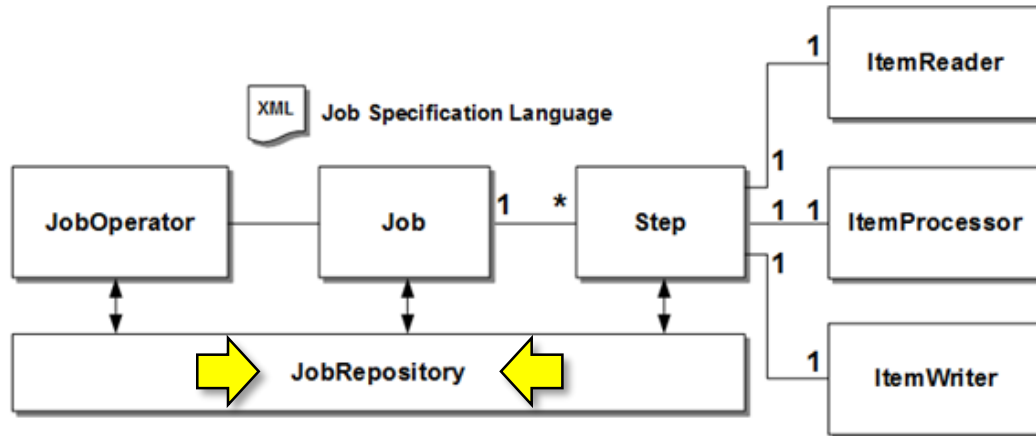 XML
Job Specification Language
JobOperator
Job
1
*
Step
1
1
1
1
1
1
ItemReader
ItemProcessor
ItemWriter
JobRepository